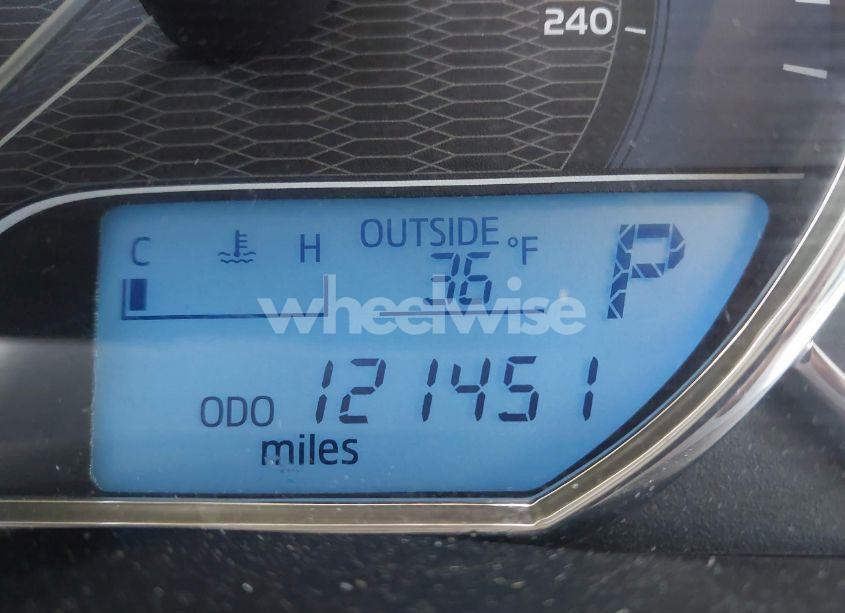 240
C H OUTSIDE °F P
36
wheelwise
ODO 121451
miles